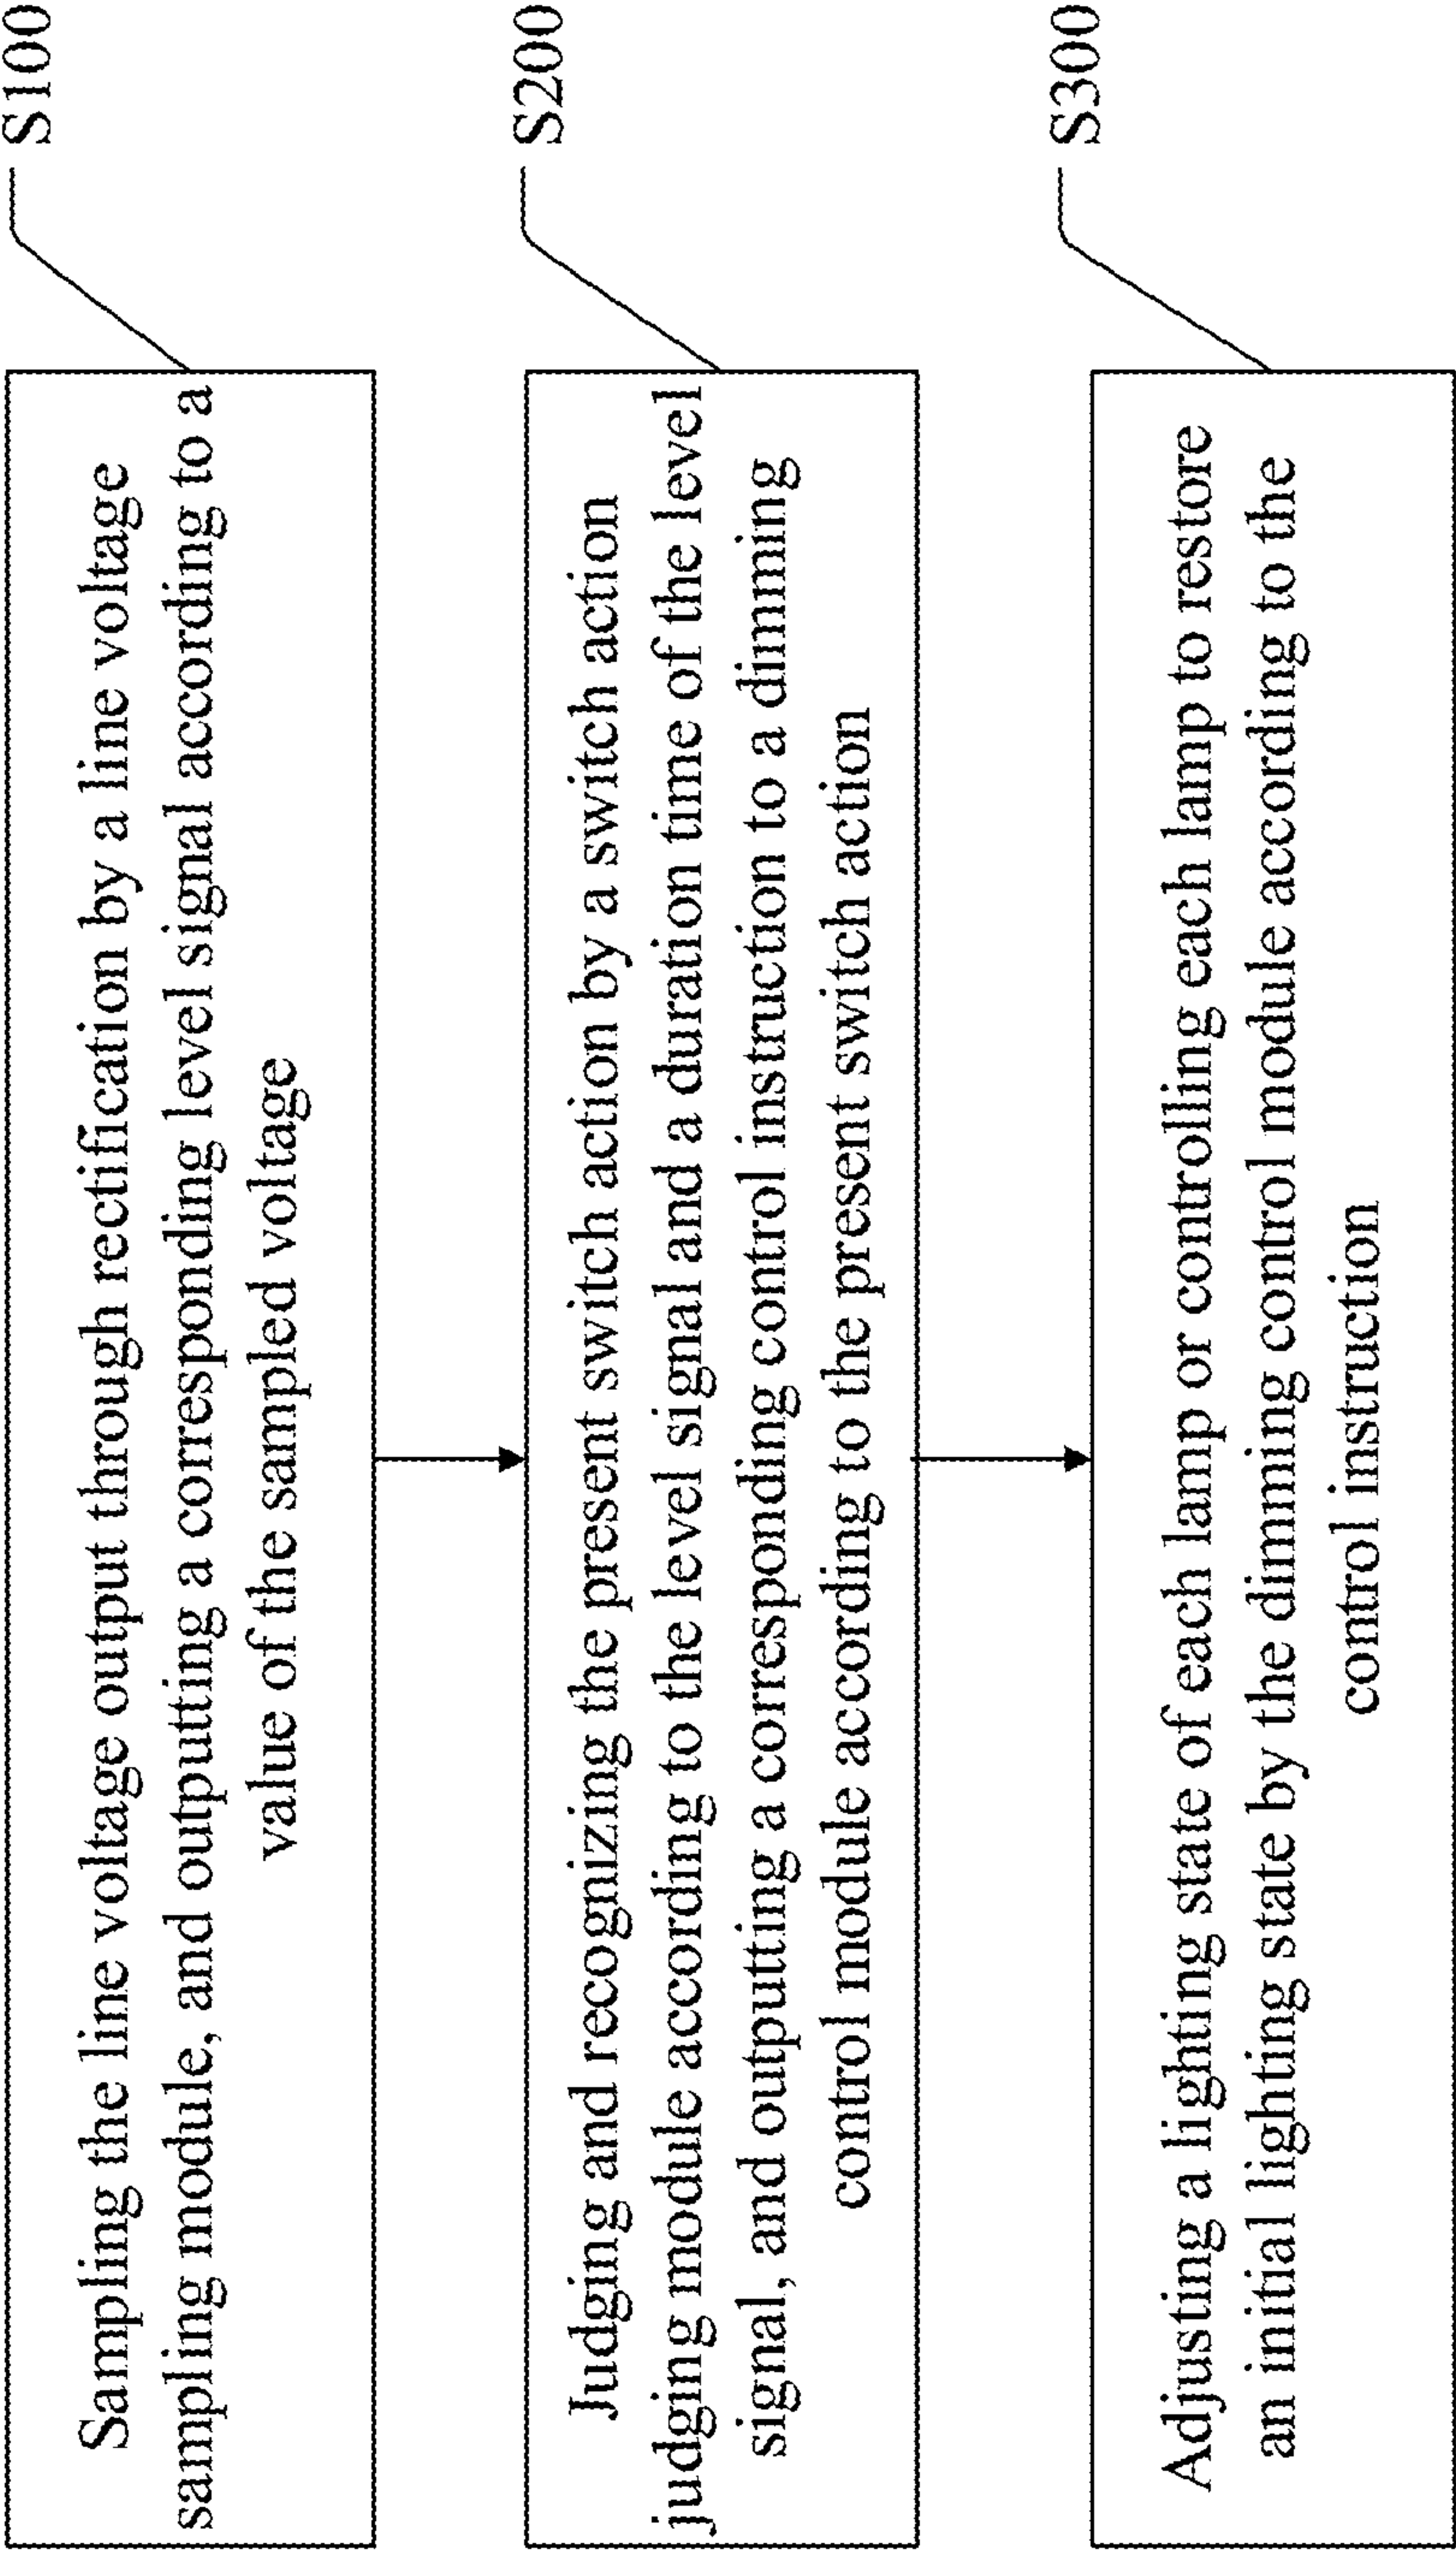 Sampling the line voltage output through rectification by a line voltage
sampling module, and outputting a corresponding level signal according to a
value of the sampled voltage
S100
Judging and recognizing the present switch action by a switch action
judging module according to the level signal and a duration time of the level
signal, and outputting a corresponding control instruction to a dimming
control module according to the present switch action
S200
Adjusting a lighting state of each lamp or controlling each lamp to restore
an initial lighting state by the dimming control module according to the
control instruction
S300